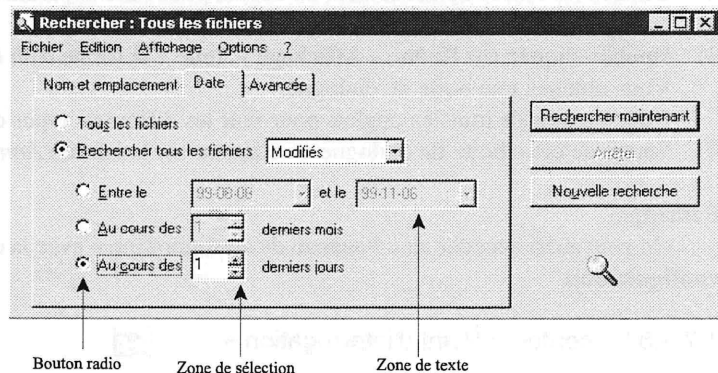 Rechercher : Tous les fichiers
Fichier Edition Affichage Options ?
Nom et emplacement Date Avancée
Tous les fichiers
Rechercher tous les fichiers Modifiés
Entre le 99-08-08 et le 99-11-06
Au cours des 1 derniers mois
Au cours des 1 derniers jours
Rechercher maintenant
Arrêter
Nouvelle recherche
Bouton radio Zone de sélection Zone de texte